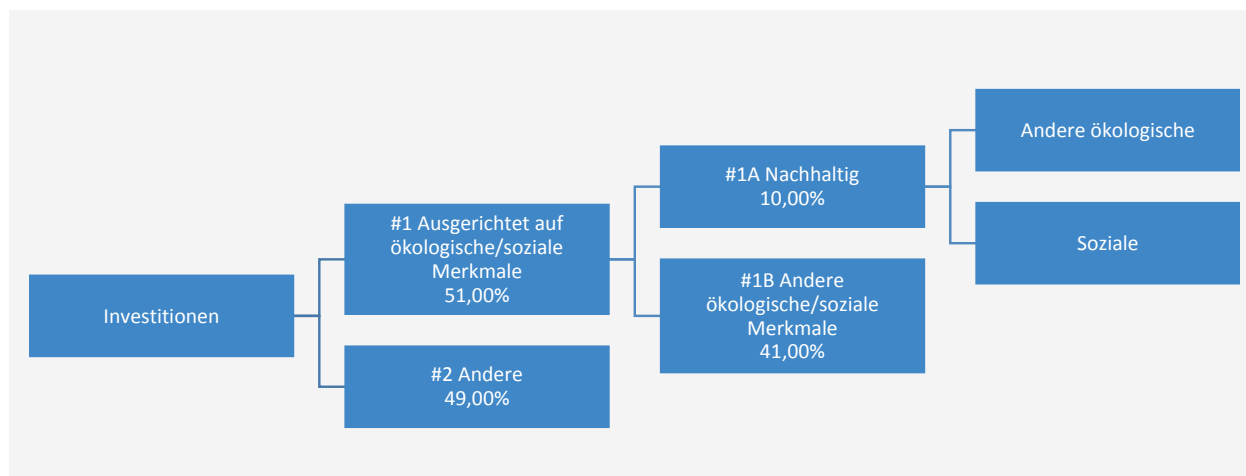 Investitionen
#1 Ausgerichtet auf
ökologische/soziale
Merkmale
51,00%
#2 Andere
49,00%
#1A Nachhaltig
10,00%
#1B Andere
ökologische/soziale
Merkmale
41,00%
Andere ökologische
Soziale